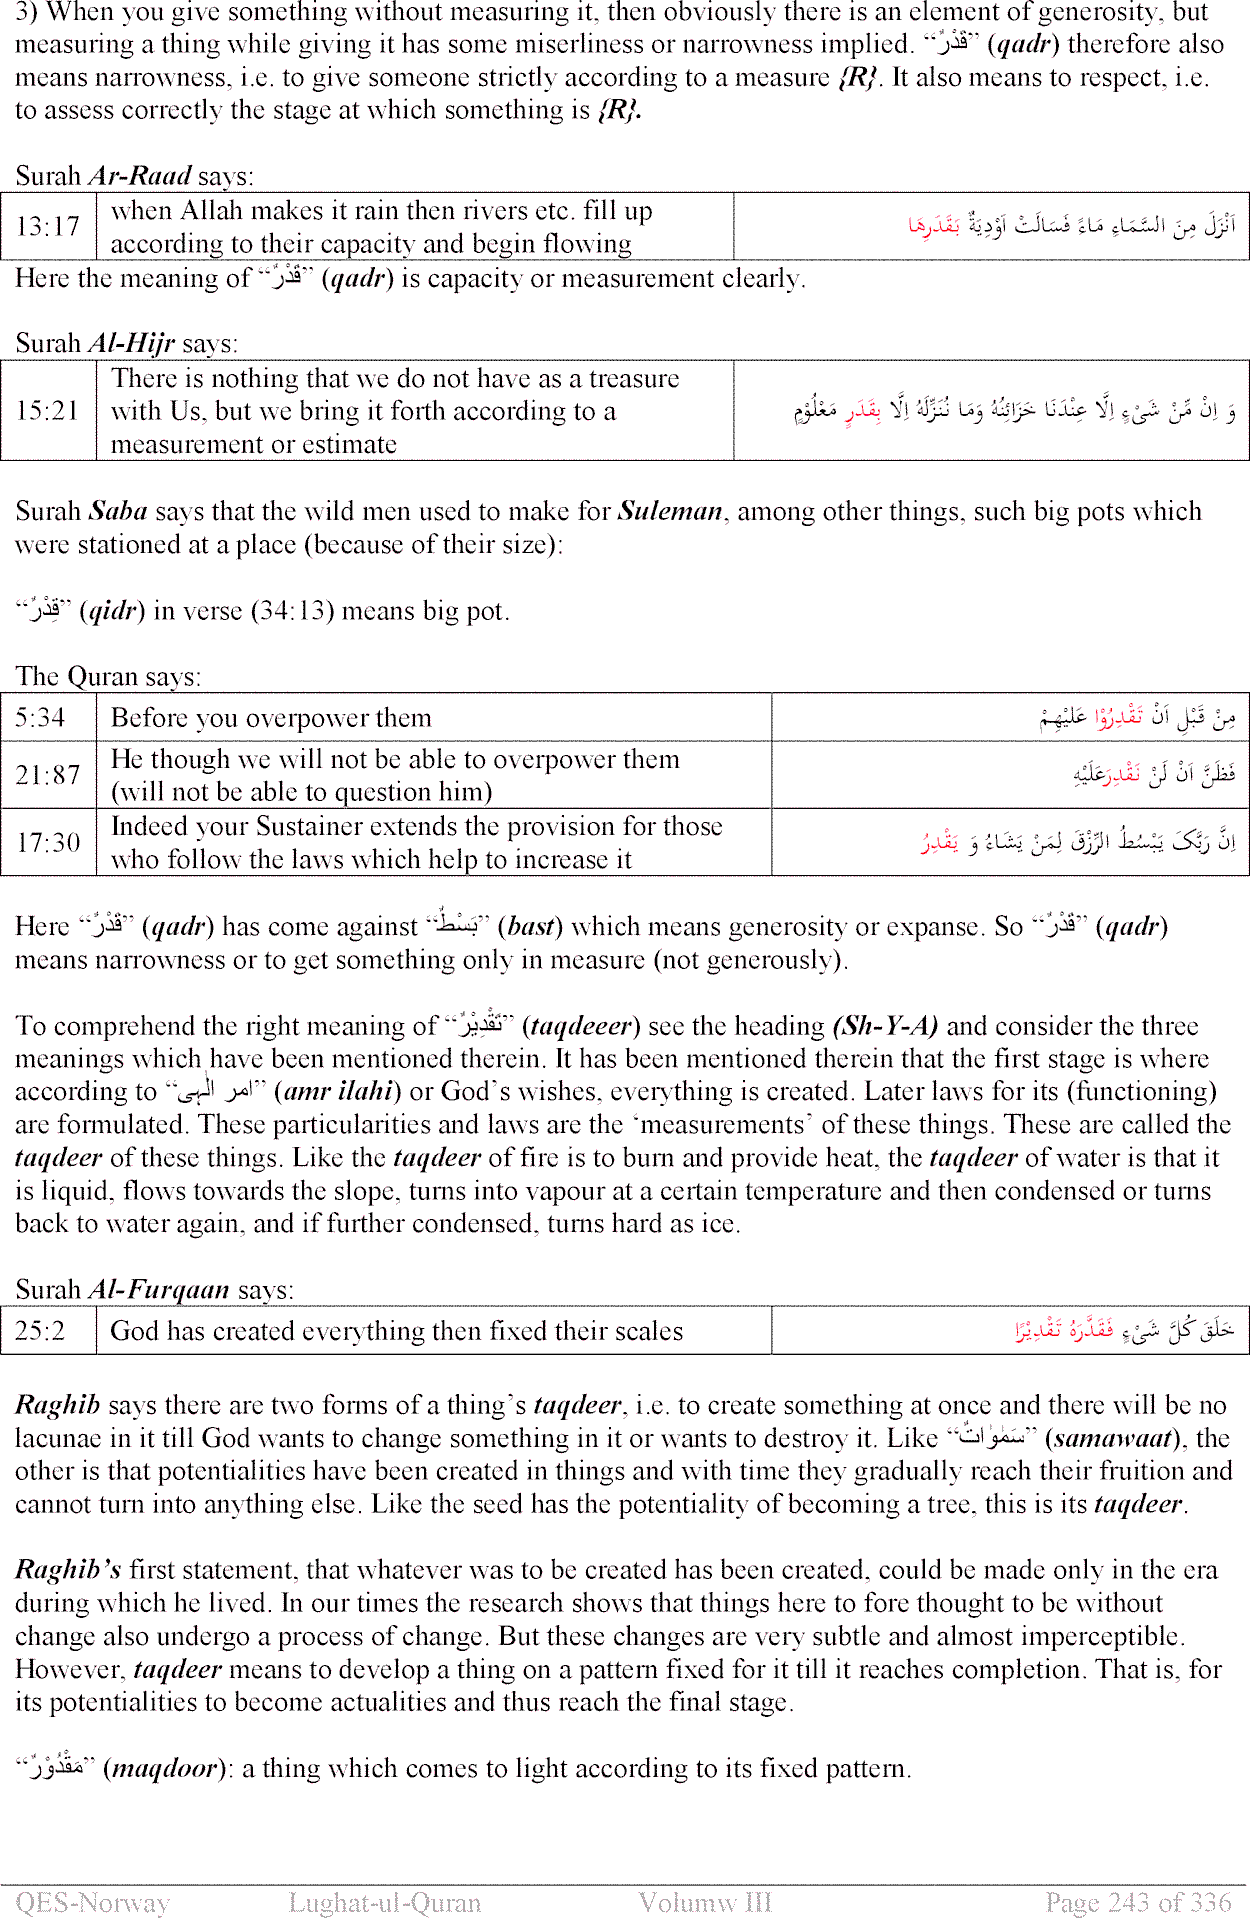 3) When you give something without measuring it, then obviously there is an element of generosity, but
measuring a thing while giving it has some miserliness or narrowness implied. “قَدْرٌ” (qadr) therefore also
means narrowness, i.e. to give someone strictly according to a measure {R}. It also means to respect, i.e.
to assess correctly the stage at which something is {R}.
Surah Ar-Raad says:
13:17 when Allah makes it rain then rivers etc. fill up
according to their capacity and begin flowing
اَنْزَلَ مِنَ السَّمَاءِ مَاءً فَسَالَتْ اَوْدِيَةٌ بَقَدَرِهَا
Here the meaning of “قَدْرٌ” (qadr) is capacity or measurement clearly.
Surah Al-Hijr says:
15:21 There is nothing that we do not have as a treasure
with Us, but we bring it forth according to a
measurement or estimate
وَ اِنْ مِّنْ شَىْءٍ اِلَّا عِنْدَنَا خَزَائِنُهُ وَمَا نُنَزِّلَهُ اِلَّا بِقَدَرٍ مَعْلُوْمٍ
Surah Saba says that the wild men used to make for Suleman, among other things, such big pots which
were stationed at a place (because of their size):
“قِدْرٌ” (qidr) in verse (34:13) means big pot.
The Quran says:
5:34 Before you overpower them مِنْ قَبْلِ اَنْ تَقْدِرُوْا عَلَيْهِمْ
21:87 He though we will not be able to overpower them
(will not be able to question him)
فَظَنَّ اَنْ لَنْ نَقْدِرَعَلَيْهِ
17:30 Indeed your Sustainer extends the provision for those
who follow the laws which help to increase it
اِنَّ رَبَّکَ يَبْسُطُ الرِّزْقَ لِمَنْ يَشَاءُ وَ يَقْدِرُ
Here “قَدْرٌ” (qadr) has come against “بَسْطٌ” (bast) which means generosity or expanse. So “قَدْرٌ” (qadr)
means narrowness or to get something only in measure (not generously).
To comprehend the right meaning of “تَقْدِيْرٌ” (taqdeeer) see the heading (Sh-Y-A) and consider the three
meanings which have been mentioned therein. It has been mentioned therein that the first stage is where
according to “امر الٰہی” (amr ilahi) or God’s wishes, everything is created. Later laws for its (functioning)
are formulated. These particularities and laws are the ‘measurements’ of these things. These are called the
taqdeer of these things. Like the taqdeer of fire is to burn and provide heat, the taqdeer of water is that it
is liquid, flows towards the slope, turns into vapour at a certain temperature and then condensed or turns
back to water again, and if further condensed, turns hard as ice.
Surah Al-Furqaan says:
25:2 God has created everything then fixed their scales خَلَقَ كُلَّ شَىْءٍ فَقَدَّرَهُ تَقْدِيْرًا
Raghib says there are two forms of a thing’s taqdeer, i.e. to create something at once and there will be no
lacunae in it till God wants to change something in it or wants to destroy it. Like “سَمٰوٰاتٌ” (samawaat), the
other is that potentialities have been created in things and with time they gradually reach their fruition and
cannot turn into anything else. Like the seed has the potentiality of becoming a tree, this is its taqdeer.
Raghib’s first statement, that whatever was to be created has been created, could be made only in the era
during which he lived. In our times the research shows that things here to fore thought to be without
change also undergo a process of change. But these changes are very subtle and almost imperceptible.
However, taqdeer means to develop a thing on a pattern fixed for it till it reaches completion. That is, for
its potentialities to become actualities and thus reach the final stage.
“مَقْدُوْرٌ” (maqdoor): a thing which comes to light according to its fixed pattern.
QES-Norway Lughat-ul-Quran Volumw III Page 243 of 336